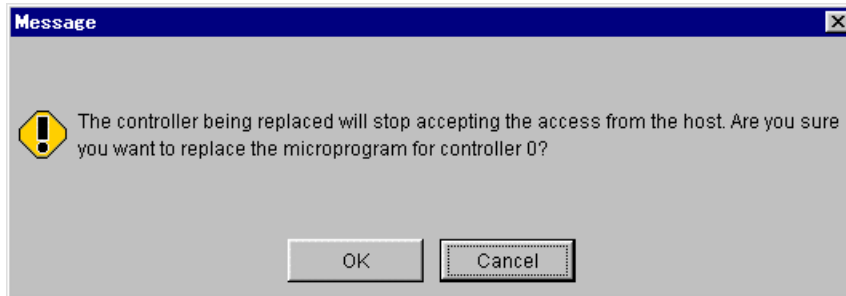 Message
The controller being replaced will stop accepting the access from the host. Are you sure
you want to replace the microprogram for controller 0?
OK
Cancel